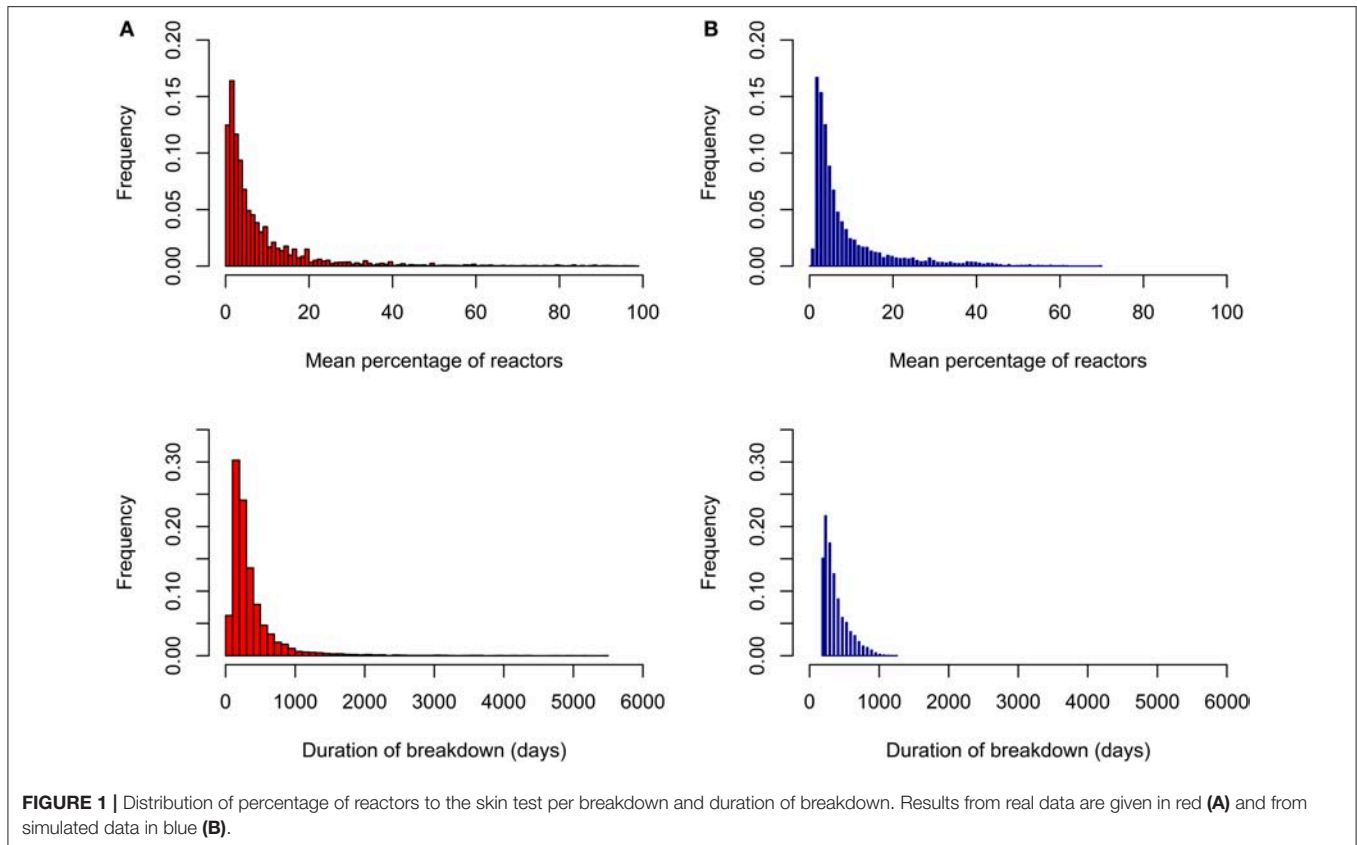 A
0.20
0.15
0.10
0.05
0.00
Frequency
0 20 40 60 80 100
Mean percentage of reactors
B
0.20
0.15
0.10
0.05
0.00
Frequency
0 20 40 60 80 100
Mean percentage of reactors
0.30
0.20
0.10
0.00
Frequency
0 1000 2000 3000 4000 5000 6000
Duration of breakdown (days)
0.30
0.20
0.10
0.00
Frequency
0 1000 2000 3000 4000 5000 6000
Duration of breakdown (days)
FIGURE 1 | Distribution of percentage of reactors to the skin test per breakdown and duration of breakdown. Results from real data are given in red (A) and from
simulated data in blue (B).